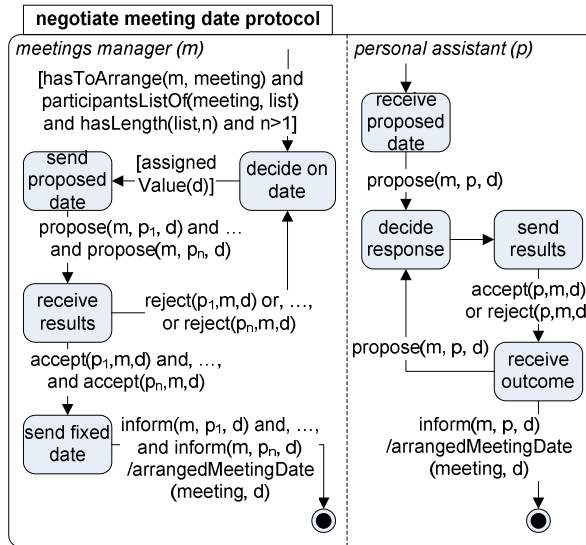 negotiate meeting date protocol
meetings manager (m)
[hasToArrange(m, meeting) and
participantsListOf(meeting, list)
and hasLength(list,n) and n>1]
send
proposed
date
[assigned
Value(d)]
decide on
date
propose(m, p₁, d) and …
and propose(m, pₙ, d)
receive
results
reject(p₁,m,d) or, …,
or reject(pₙ,m,d)
accept(p₁,m,d) and, …,
and accept(pₙ,m,d)
send fixed
date
inform(m, p₁, d) and, …,
and inform(m, pₙ, d)
/arrangedMeetingDate
(meeting, d)
personal assistant (p)
receive
proposed
date
propose(m, p, d)
decide
response
send
results
accept(p,m,d)
or reject(p,m,d
propose(m, p, d)
receive
outcome
inform(m, p, d)
/arrangedMeetingDate
(meeting, d)